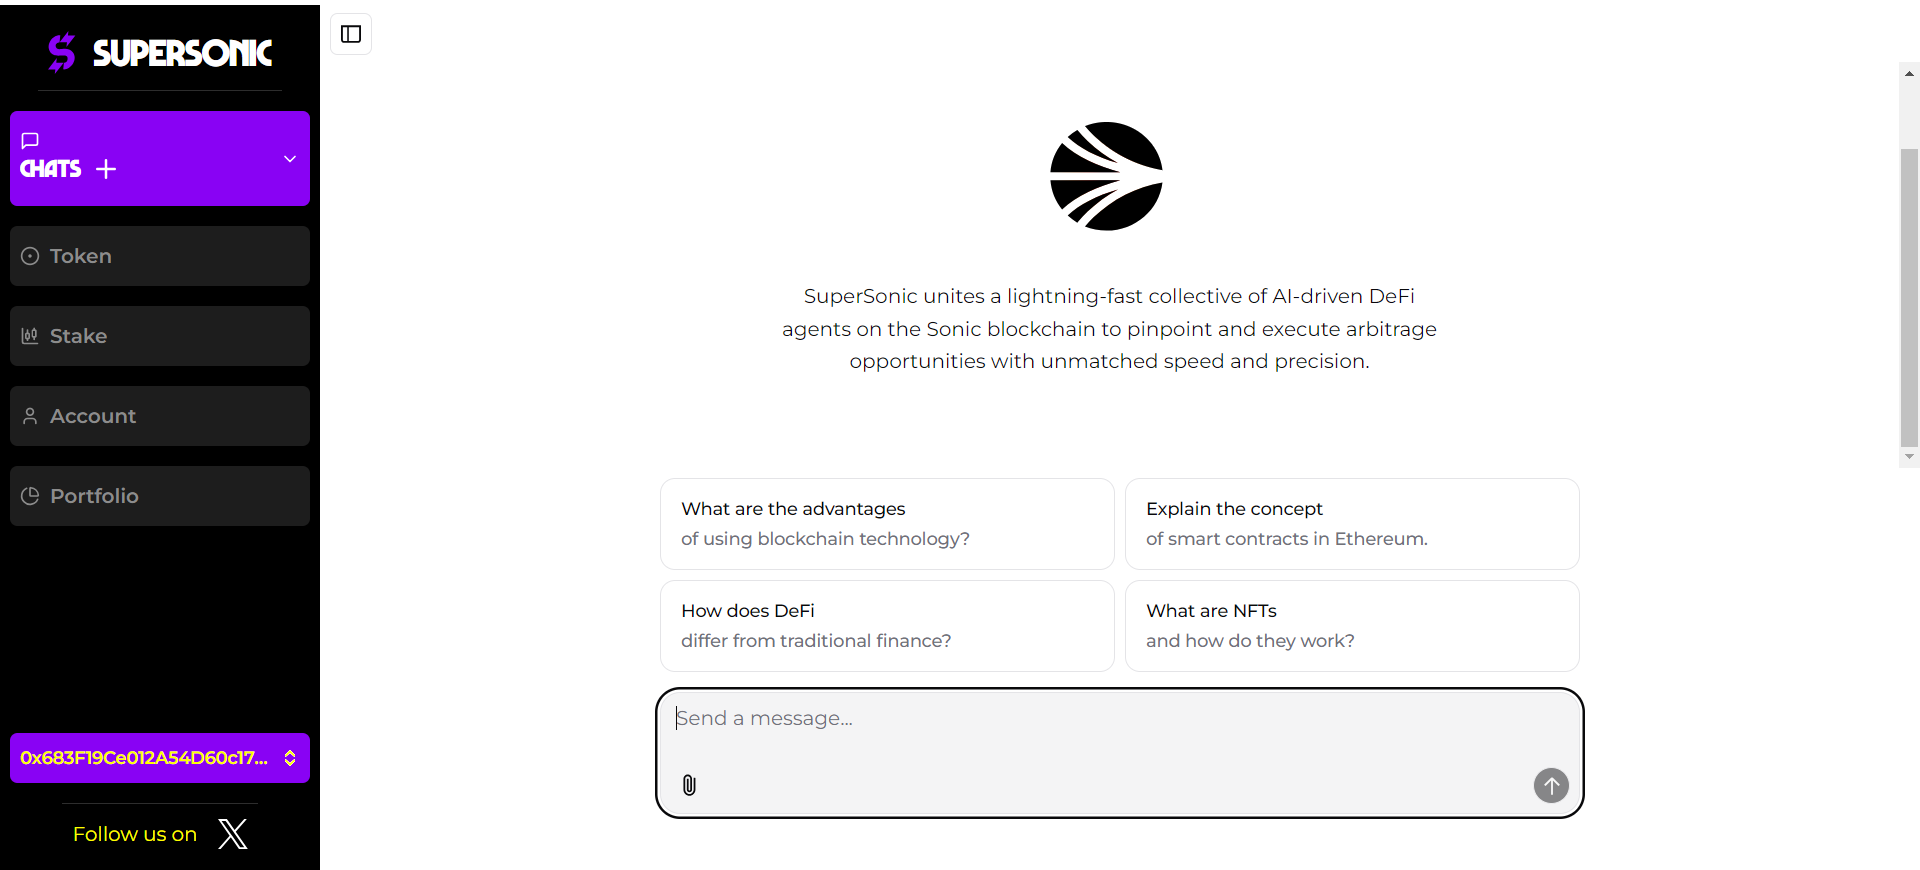 SUPERSONIC
CHATS
Token
Stake
Account
Portfolio
0x683F19Ce012A54D60c17...
Follow us on
SuperSonic unites a lightning-fast collective of AI-driven DeFi
agents on the Sonic blockchain to pinpoint and execute arbitrage
opportunities with unmatched speed and precision.
What are the advantages
of using blockchain technology?
Explain the concept
of smart contracts in Ethereum.
How does DeFi
differ from traditional finance?
What are NFTs
and how do they work?
Send a message...